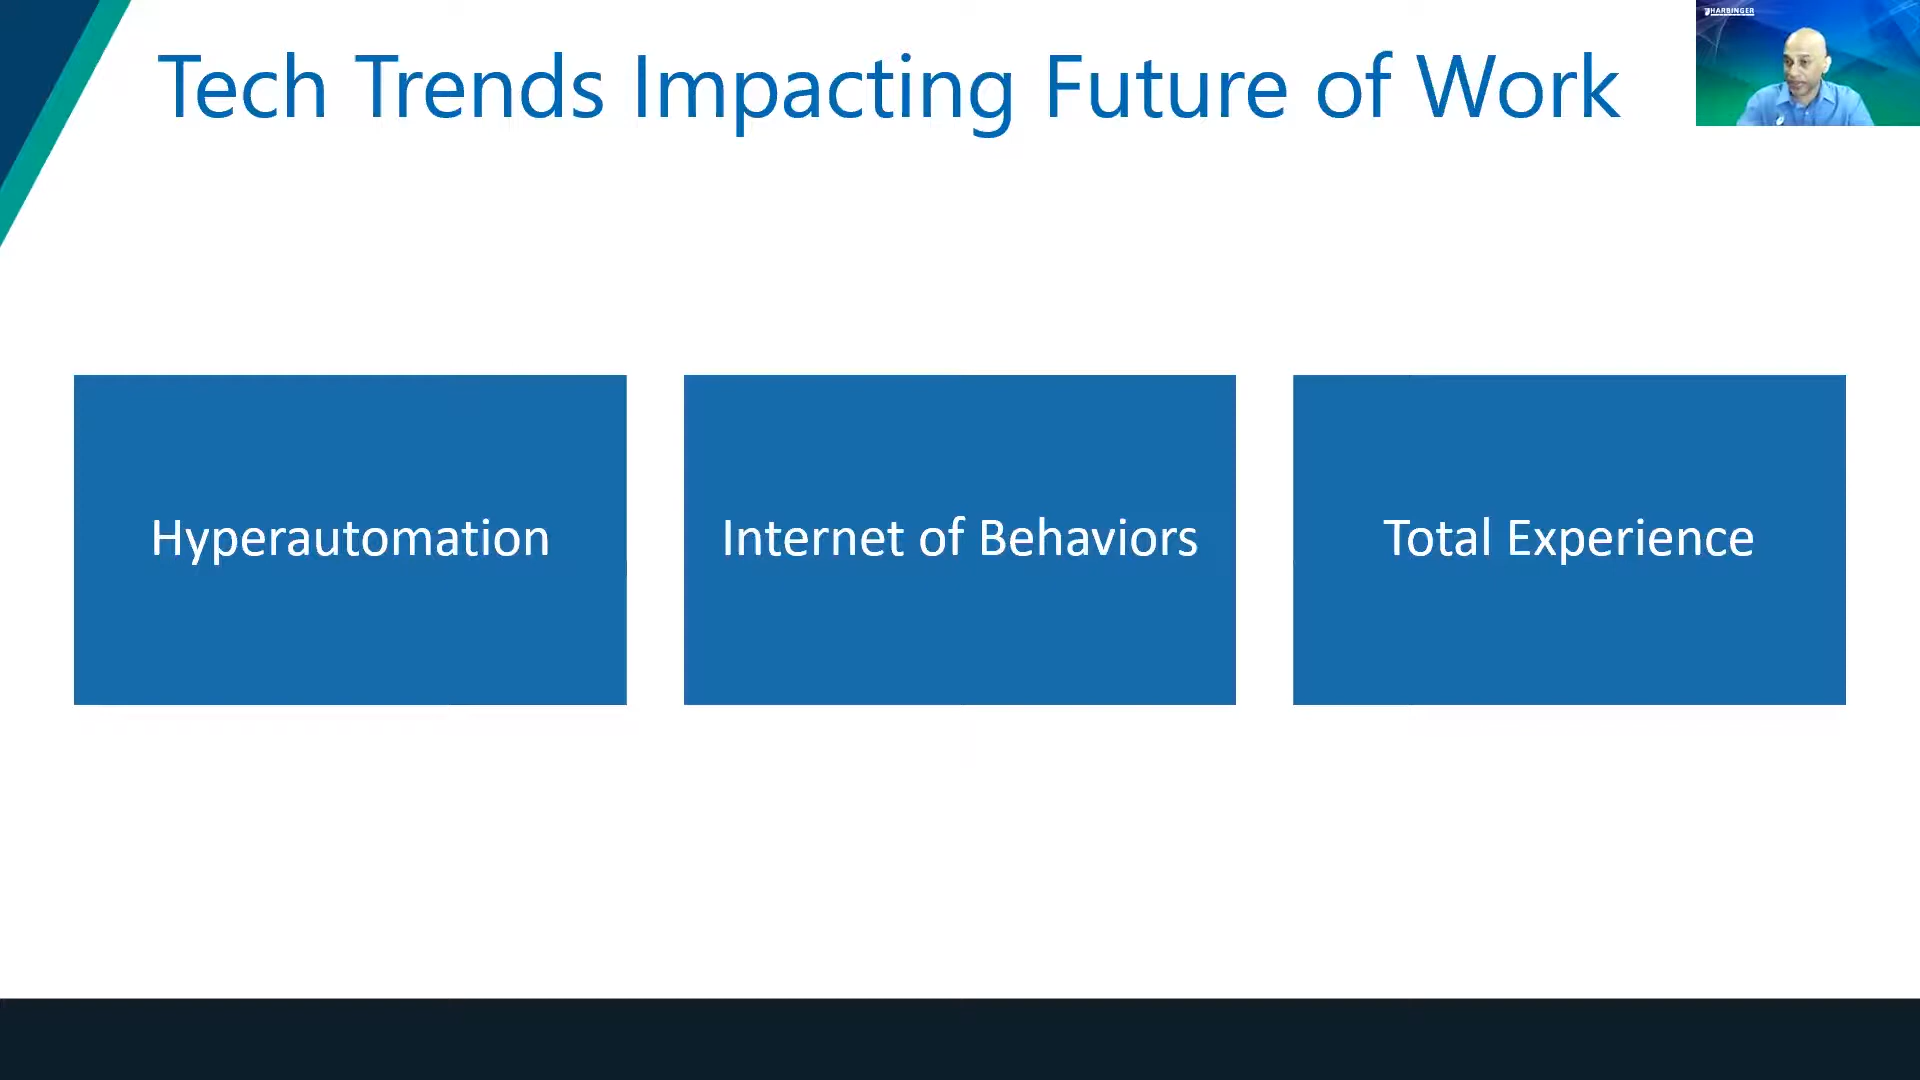 Tech Trends Impacting Future of Work
HARBINGER
Hyperautomation
Internet of Behaviors
Total Experience